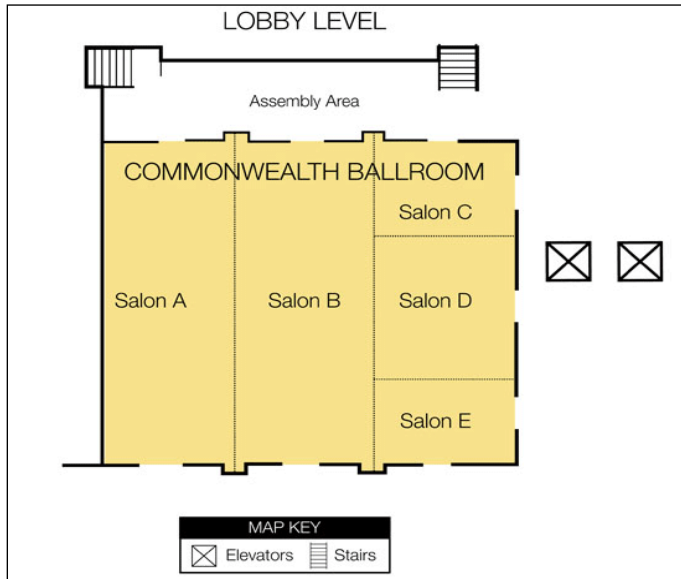 LOBBY LEVEL
Assembly Area
COMMONWEALTH BALLROOM
Salon C
Salon A
Salon B
Salon D
Salon E
MAP KEY
Elevators Stairs